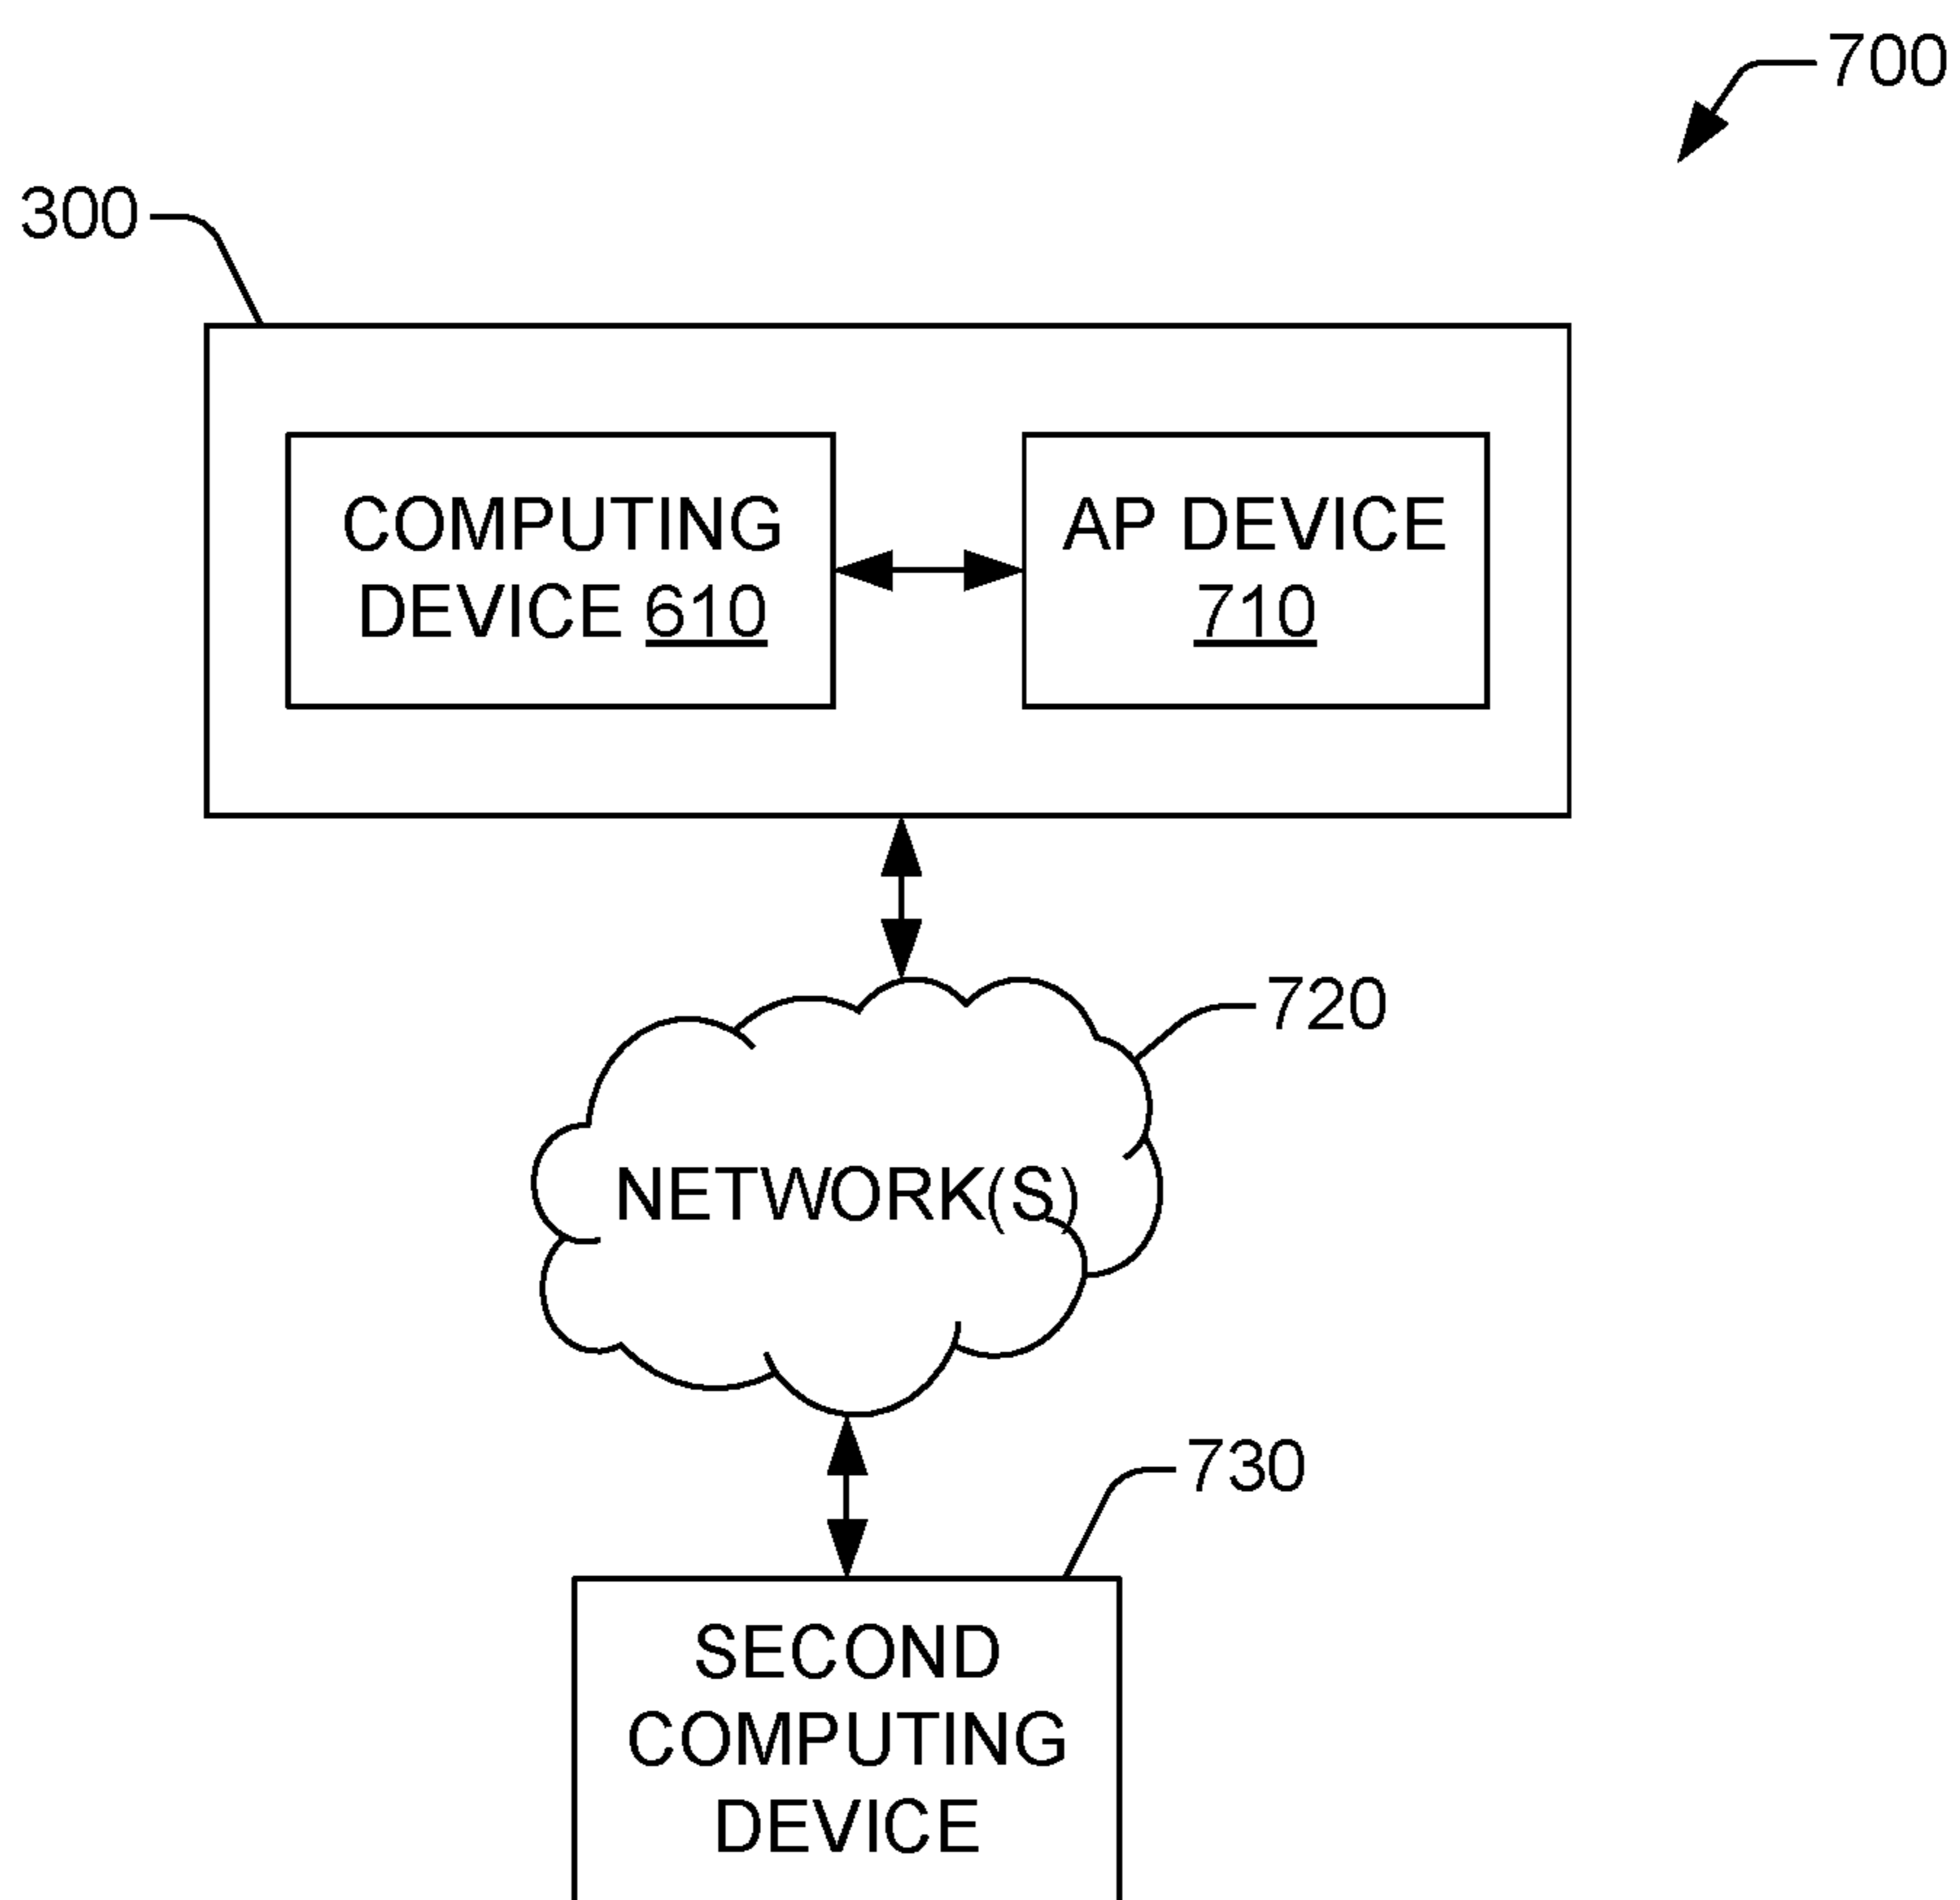 700
300
COMPUTING
DEVICE 610
AP DEVICE
710
720
NETWORK(S)
730
SECOND
COMPUTING
DEVICE